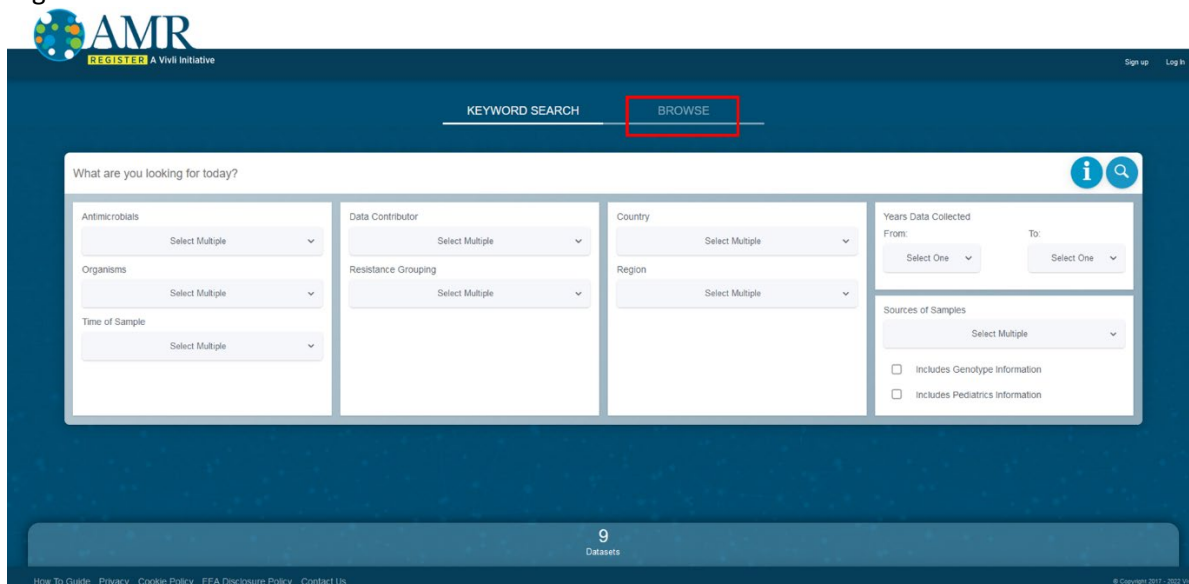 AMR
REGISTER A Vivli Initiative
Sign up Log In
KEYWORD SEARCH BROWSE
What are you looking for today?
Antimicrobials
Select Multiple
Organisms
Select Multiple
Time of Sample
Select Multiple
Data Contributor
Select Multiple
Resistance Grouping
Select Multiple
Country
Select Multiple
Region
Select Multiple
Years Data Collected
From: To:
Select One Select One
Sources of Samples
Select Multiple
Includes Genotype Information
Includes Pediatrics Information
9
Datasets
How To Guide Privacy Cookie Policy EEA Disclosure Policy Contact Us
© Copyright 2017 - 2022